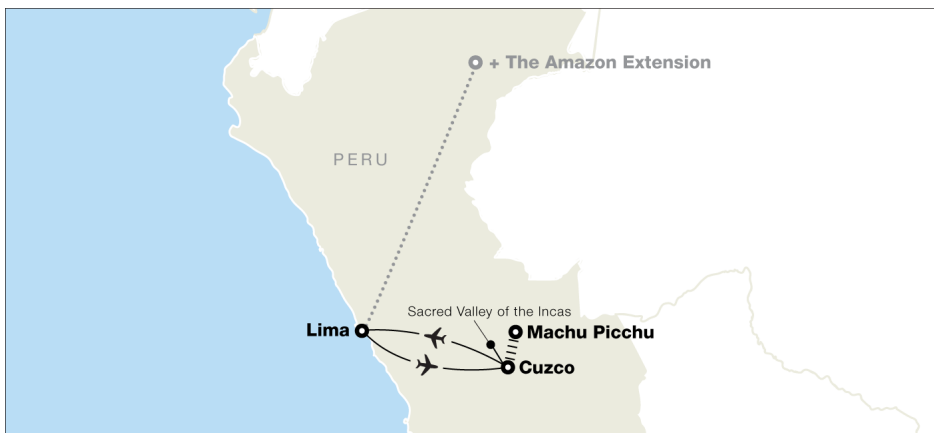 + The Amazon Extension
PERU
Sacred Valley of the Incas
Lima
Machu Picchu
Cuzco